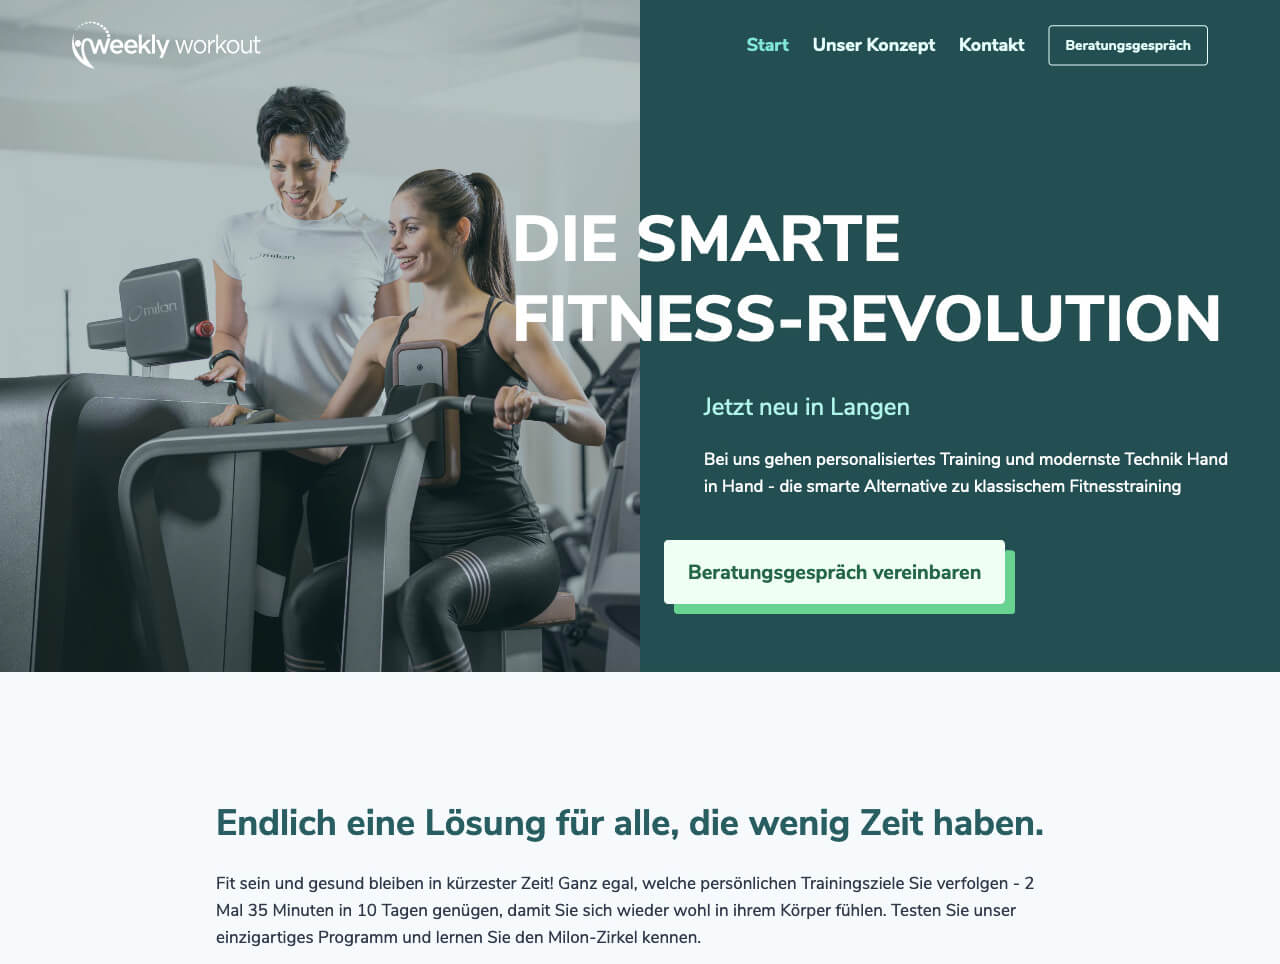 weekly workout
Start
Unser Konzept
Kontakt
Beratungsgespräch
DIE SMARTE
FITNESS-REVOLUTION
milon
milon
Jetzt neu in Langen
Bei uns gehen personalisiertes Training und modernste Technik Hand
in Hand - die smarte Alternative zu klassischem Fitnesstraining
Beratungsgespräch vereinbaren
Endlich eine Lösung für alle, die wenig Zeit haben.
Fit sein und gesund bleiben in kürzester Zeit! Ganz egal, welche persönlichen Trainingsziele Sie verfolgen - 2
Mal 35 Minuten in 10 Tagen genügen, damit Sie sich wieder wohl in ihrem Körper fühlen. Testen Sie unser
einzigartiges Programm und lernen Sie den Milon-Zirkel kennen.